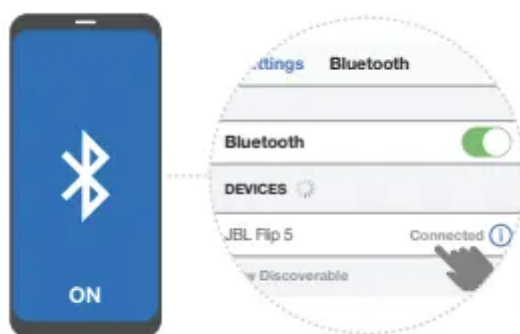 ON
ttings Bluetooth
Bluetooth
DEVICES
JBL Flip 5 Connected
Discoverable